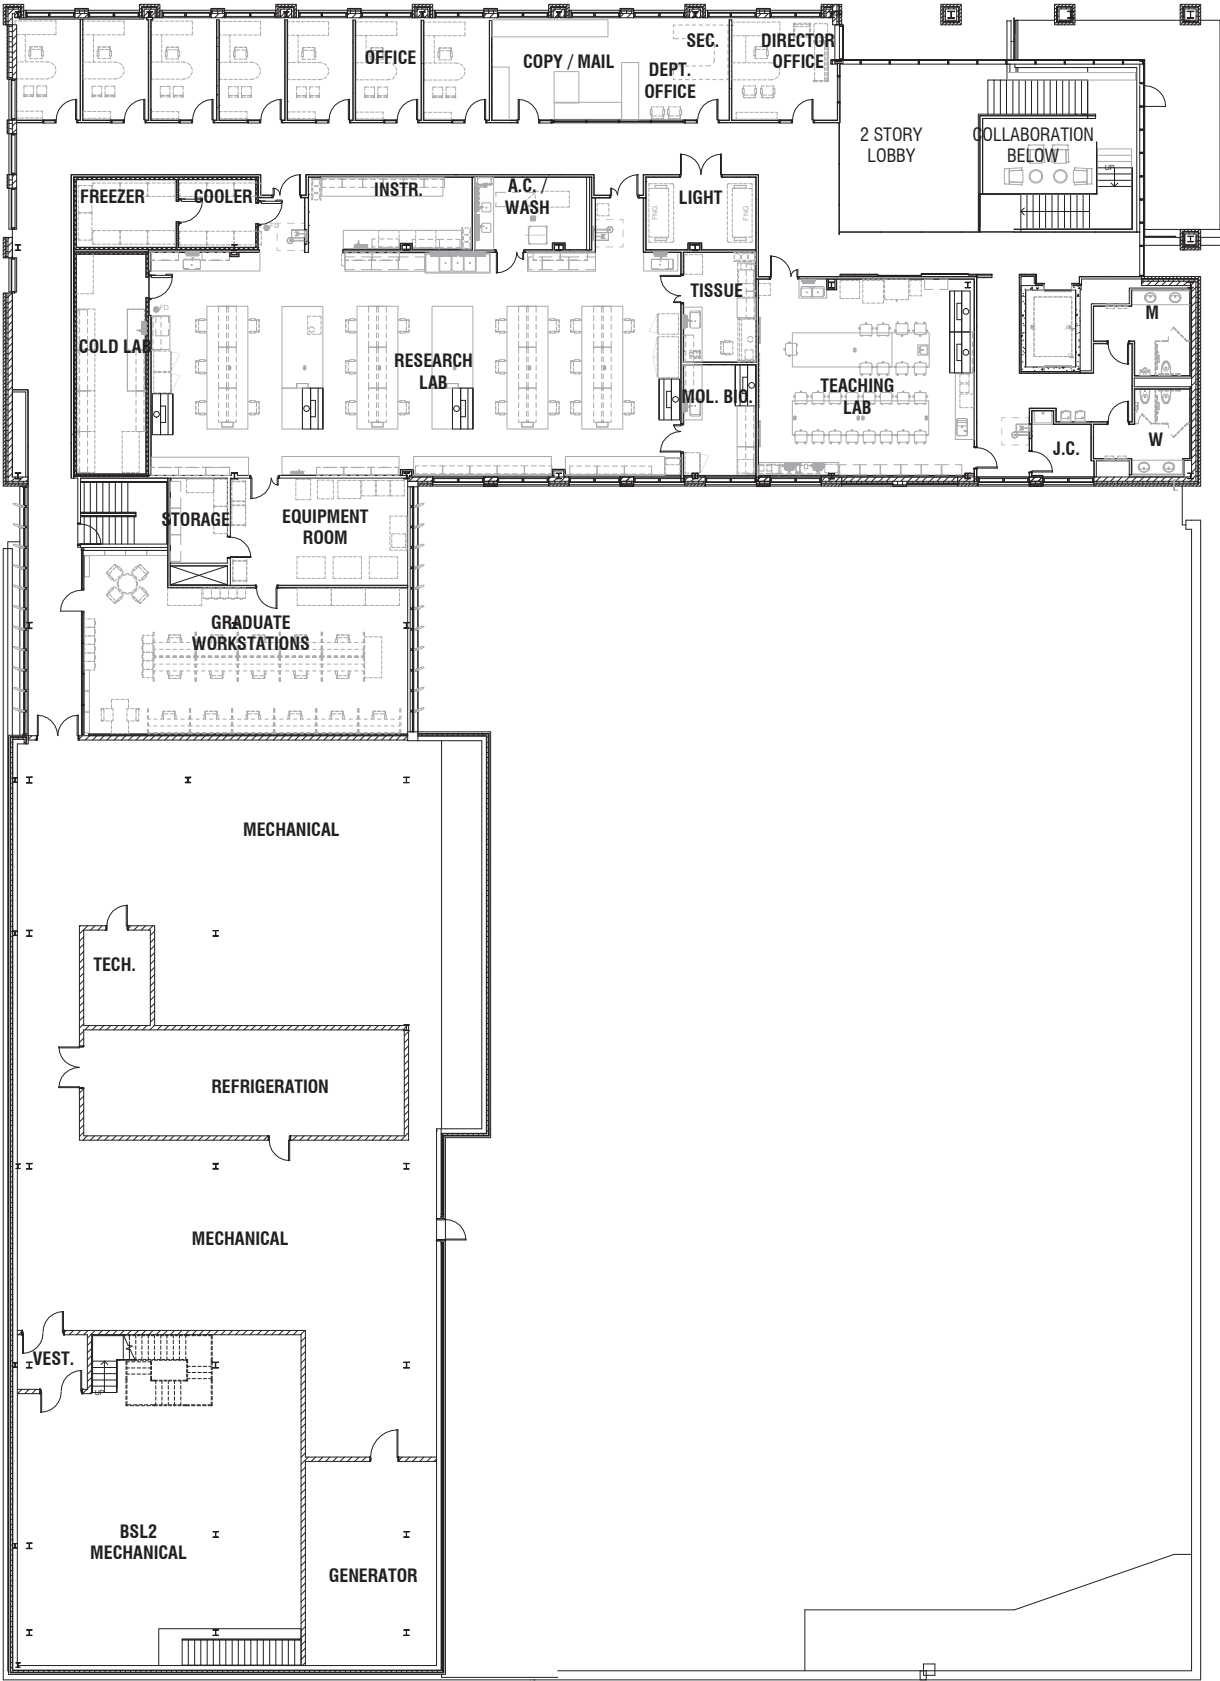 OFFICE
COPY / MAIL
SEC.
DEPT.
OFFICE
DIRECTOR
OFFICE
2 STORY
LOBBY
COLLABORATION
BELOW
UP
FREEZER
COOLER
INSTR.
A.C. /
WASH
LIGHT
TISSUE
COLD LAB
RESEARCH
LAB
MOL. BIO.
TEACHING
LAB
M
W
J.C.
STORAGE
EQUIPMENT
ROOM
GRADUATE
WORKSTATIONS
MECHANICAL
TECH.
REFRIGERATION
MECHANICAL
VEST.
UP
BSL2
MECHANICAL
GENERATOR